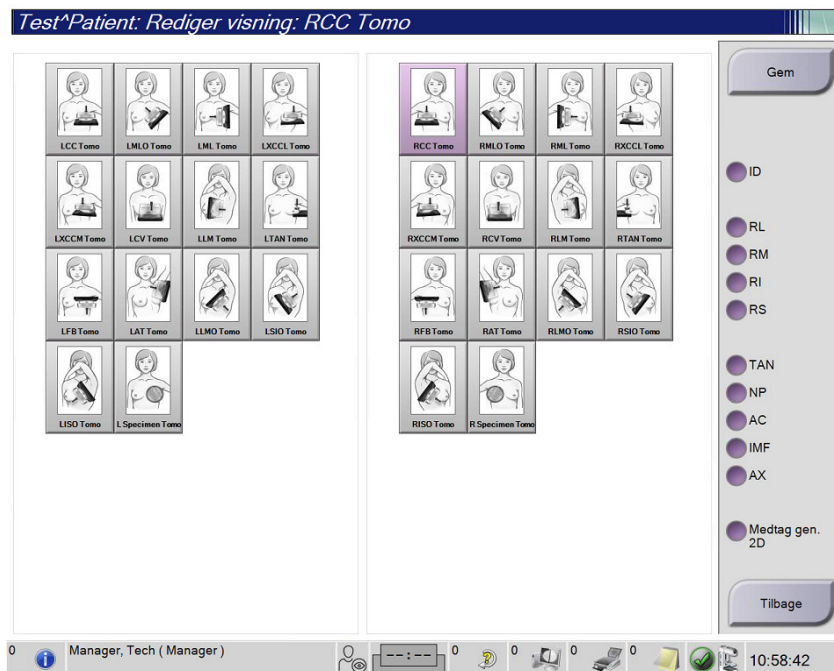 Test^Patient: Rediger visning: RCC Tomo
LCC Tomo
LMLO Tomo
LML Tomo
LXCCL Tomo
LXCCM Tomo
LCV Tomo
LLM Tomo
LTAN Tomo
LFB Tomo
LAT Tomo
LLMO Tomo
LSIO Tomo
LISO Tomo
L Specimen Tomo
RCC Tomo
RMLO Tomo
RML Tomo
RXCCL Tomo
RXCCM Tomo
RCV Tomo
RLM Tomo
RTAN Tomo
RFB Tomo
RAT Tomo
RLMO Tomo
RSIO Tomo
RISO Tomo
R Specimen Tomo
Gem
ID
RL
RM
RI
RS
TAN
NP
AC
IMF
AX
Medtag gen.
2D
Tilbage
0
Manager, Tech ( Manager )
--:--
0
0
0
10:58:42